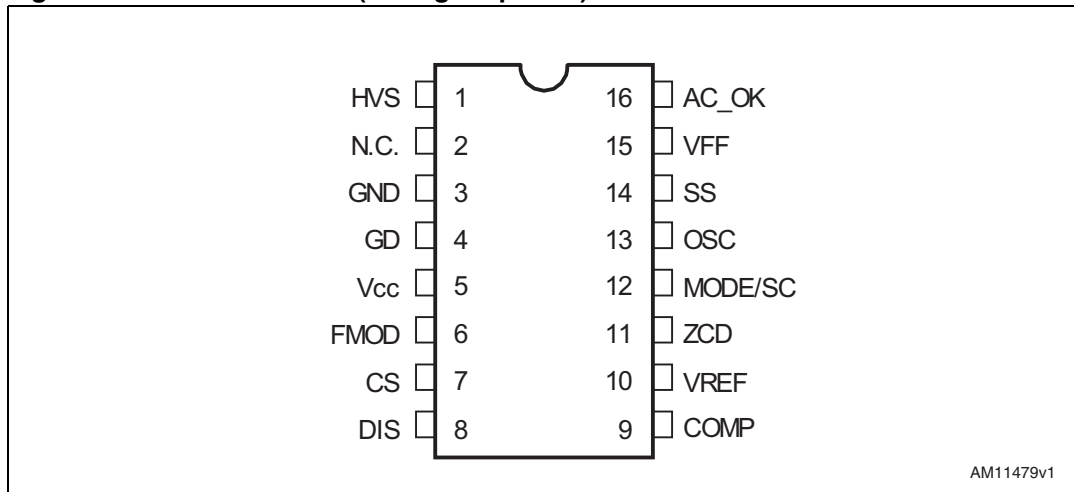 HVS 1 16 AC_OK
N.C. 2 15 VFF
GND 3 14 SS
GD 4 13 OSC
Vcc 5 12 MODE/SC
FMOD 6 11 ZCD
CS 7 10 VREF
DIS 8 9 COMP
AM11479v1